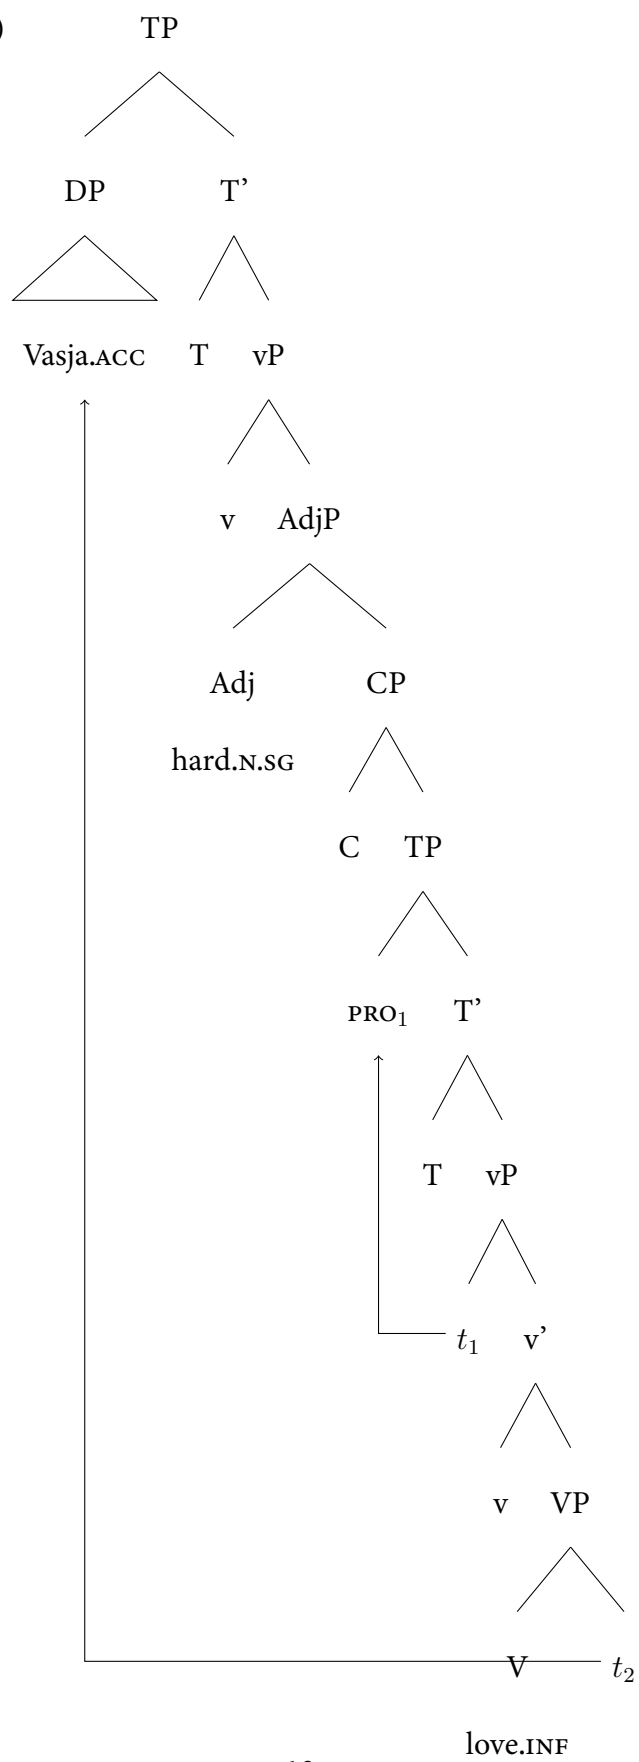 )
TP
DP T’
Vasja.ACC T vP
v AdjP
Adj CP
hard.N.SG
C TP
PRO1 T’
T vP
t1 v’
v VP
V t2
love.INF